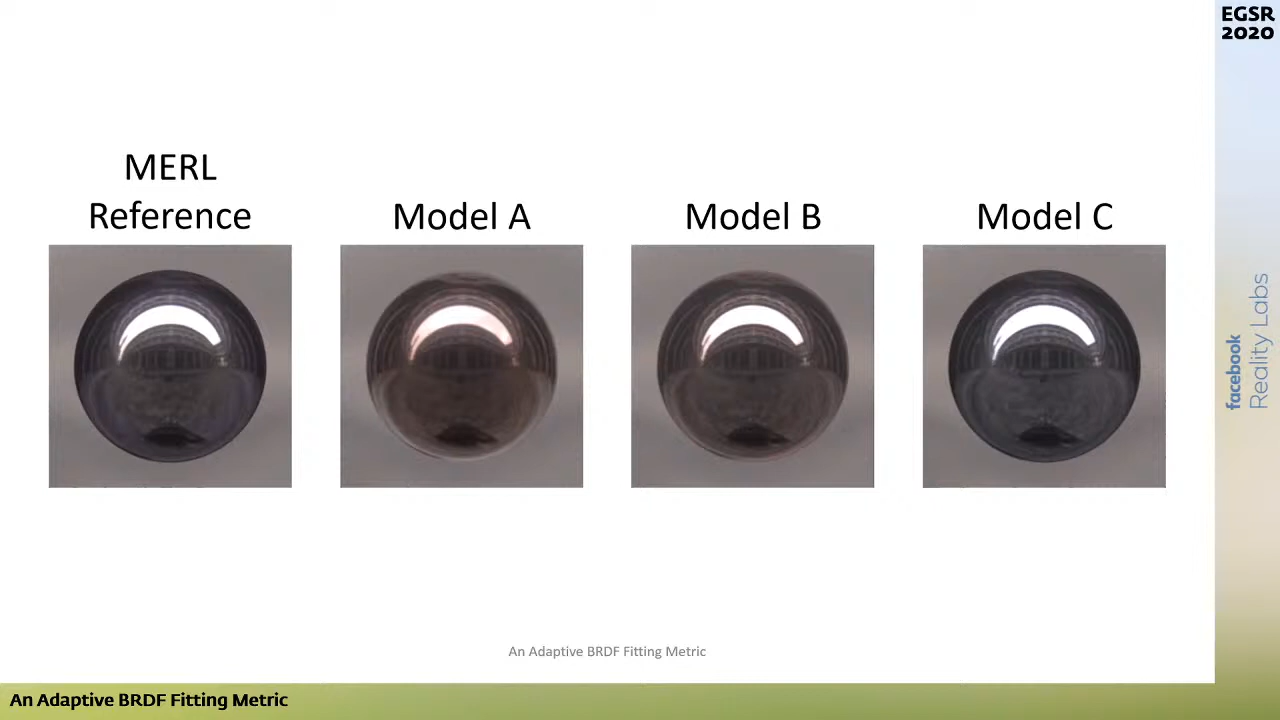 EGSR
2020
MERL
Reference
Model A
Model B
Model C
facebook
Reality Labs
An Adaptive BRDF Fitting Metric
An Adaptive BRDF Fitting Metric